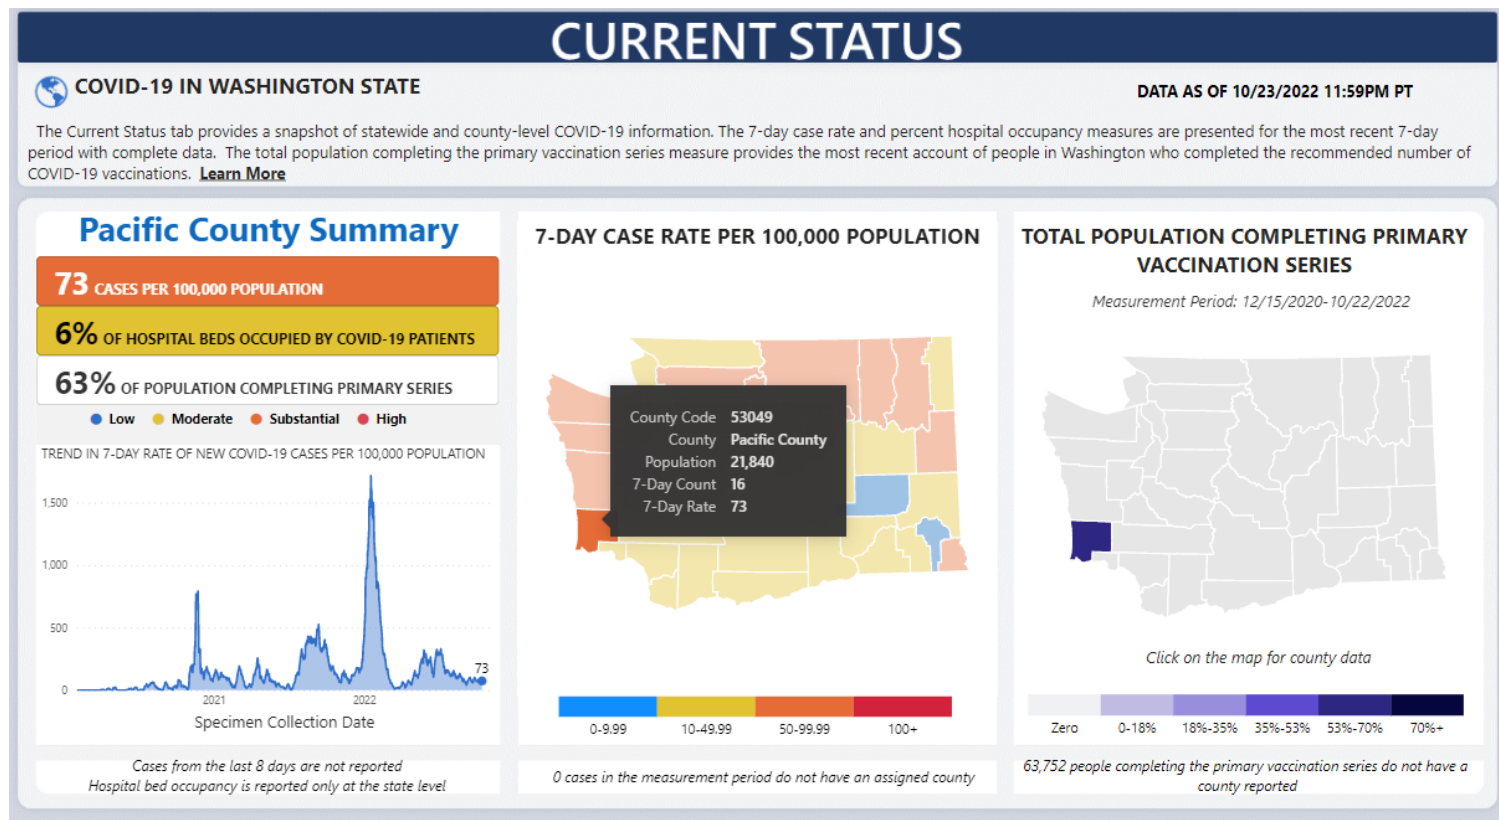 CURRENT STATUS
COVID-19 IN WASHINGTON STATE
DATA AS OF 10/23/2022 11:59PM PT
The Current Status tab provides a snapshot of statewide and county-level COVID-19 information. The 7-day case rate and percent hospital occupancy measures are presented for the most recent 7-day
period with complete data. The total population completing the primary vaccination series measure provides the most recent account of people in Washington who completed the recommended number of
COVID-19 vaccinations. Learn More
Pacific County Summary
73 CASES PER 100,000 POPULATION
6% OF HOSPITAL BEDS OCCUPIED BY COVID-19 PATIENTS
63% OF POPULATION COMPLETING PRIMARY SERIES
Low Moderate Substantial High
TREND IN 7-DAY RATE OF NEW COVID-19 CASES PER 100,000 POPULATION
1,500
1,000
500
0
73
2021 2022
Specimen Collection Date
Cases from the last 8 days are not reported
Hospital bed occupancy is reported only at the state level
7-DAY CASE RATE PER 100,000 POPULATION
County Code 53049
County Pacific County
Population 21,840
7-Day Count 16
7-Day Rate 73
0-9.99 10-49.99 50-99.99 100+
0 cases in the measurement period do not have an assigned county
TOTAL POPULATION COMPLETING PRIMARY
VACCINATION SERIES
Measurement Period: 12/15/2020-10/22/2022
Click on the map for county data
Zero 0-18% 18%-35% 35%-53% 53%-70% 70%+
63,752 people completing the primary vaccination series do not have a
county reported